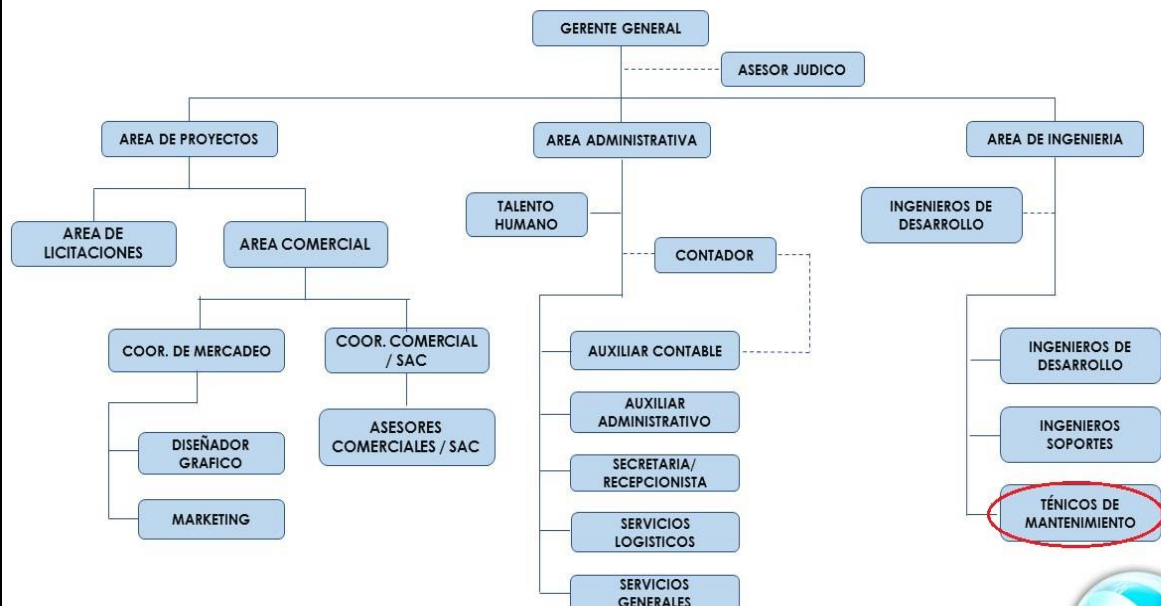 GERENTE GENERAL
ASESOR JUDICO
AREA DE PROYECTOS
AREA ADMINISTRATIVA
AREA DE INGENIERIA
AREA DE
LICITACIONES
AREA COMERCIAL
TALENTO
HUMANO
CONTADOR
INGENIEROS DE
DESARROLLO
COOR. DE MERCADEO
COOR. COMERCIAL
/ SAC
DISEÑADOR
GRAFICO
MARKETING
ASESORES
COMERCIALES / SAC
AUXILIAR CONTABLE
AUXILIAR
ADMINISTRATIVO
SECRETARIA/
RECEPCIONISTA
SERVICIOS
LOGISTICOS
SERVICIOS
GENERALES
INGENIEROS DE
DESARROLLO
INGENIEROS
SOPORTES
TÉNICOS DE
MANTENIMIENTO